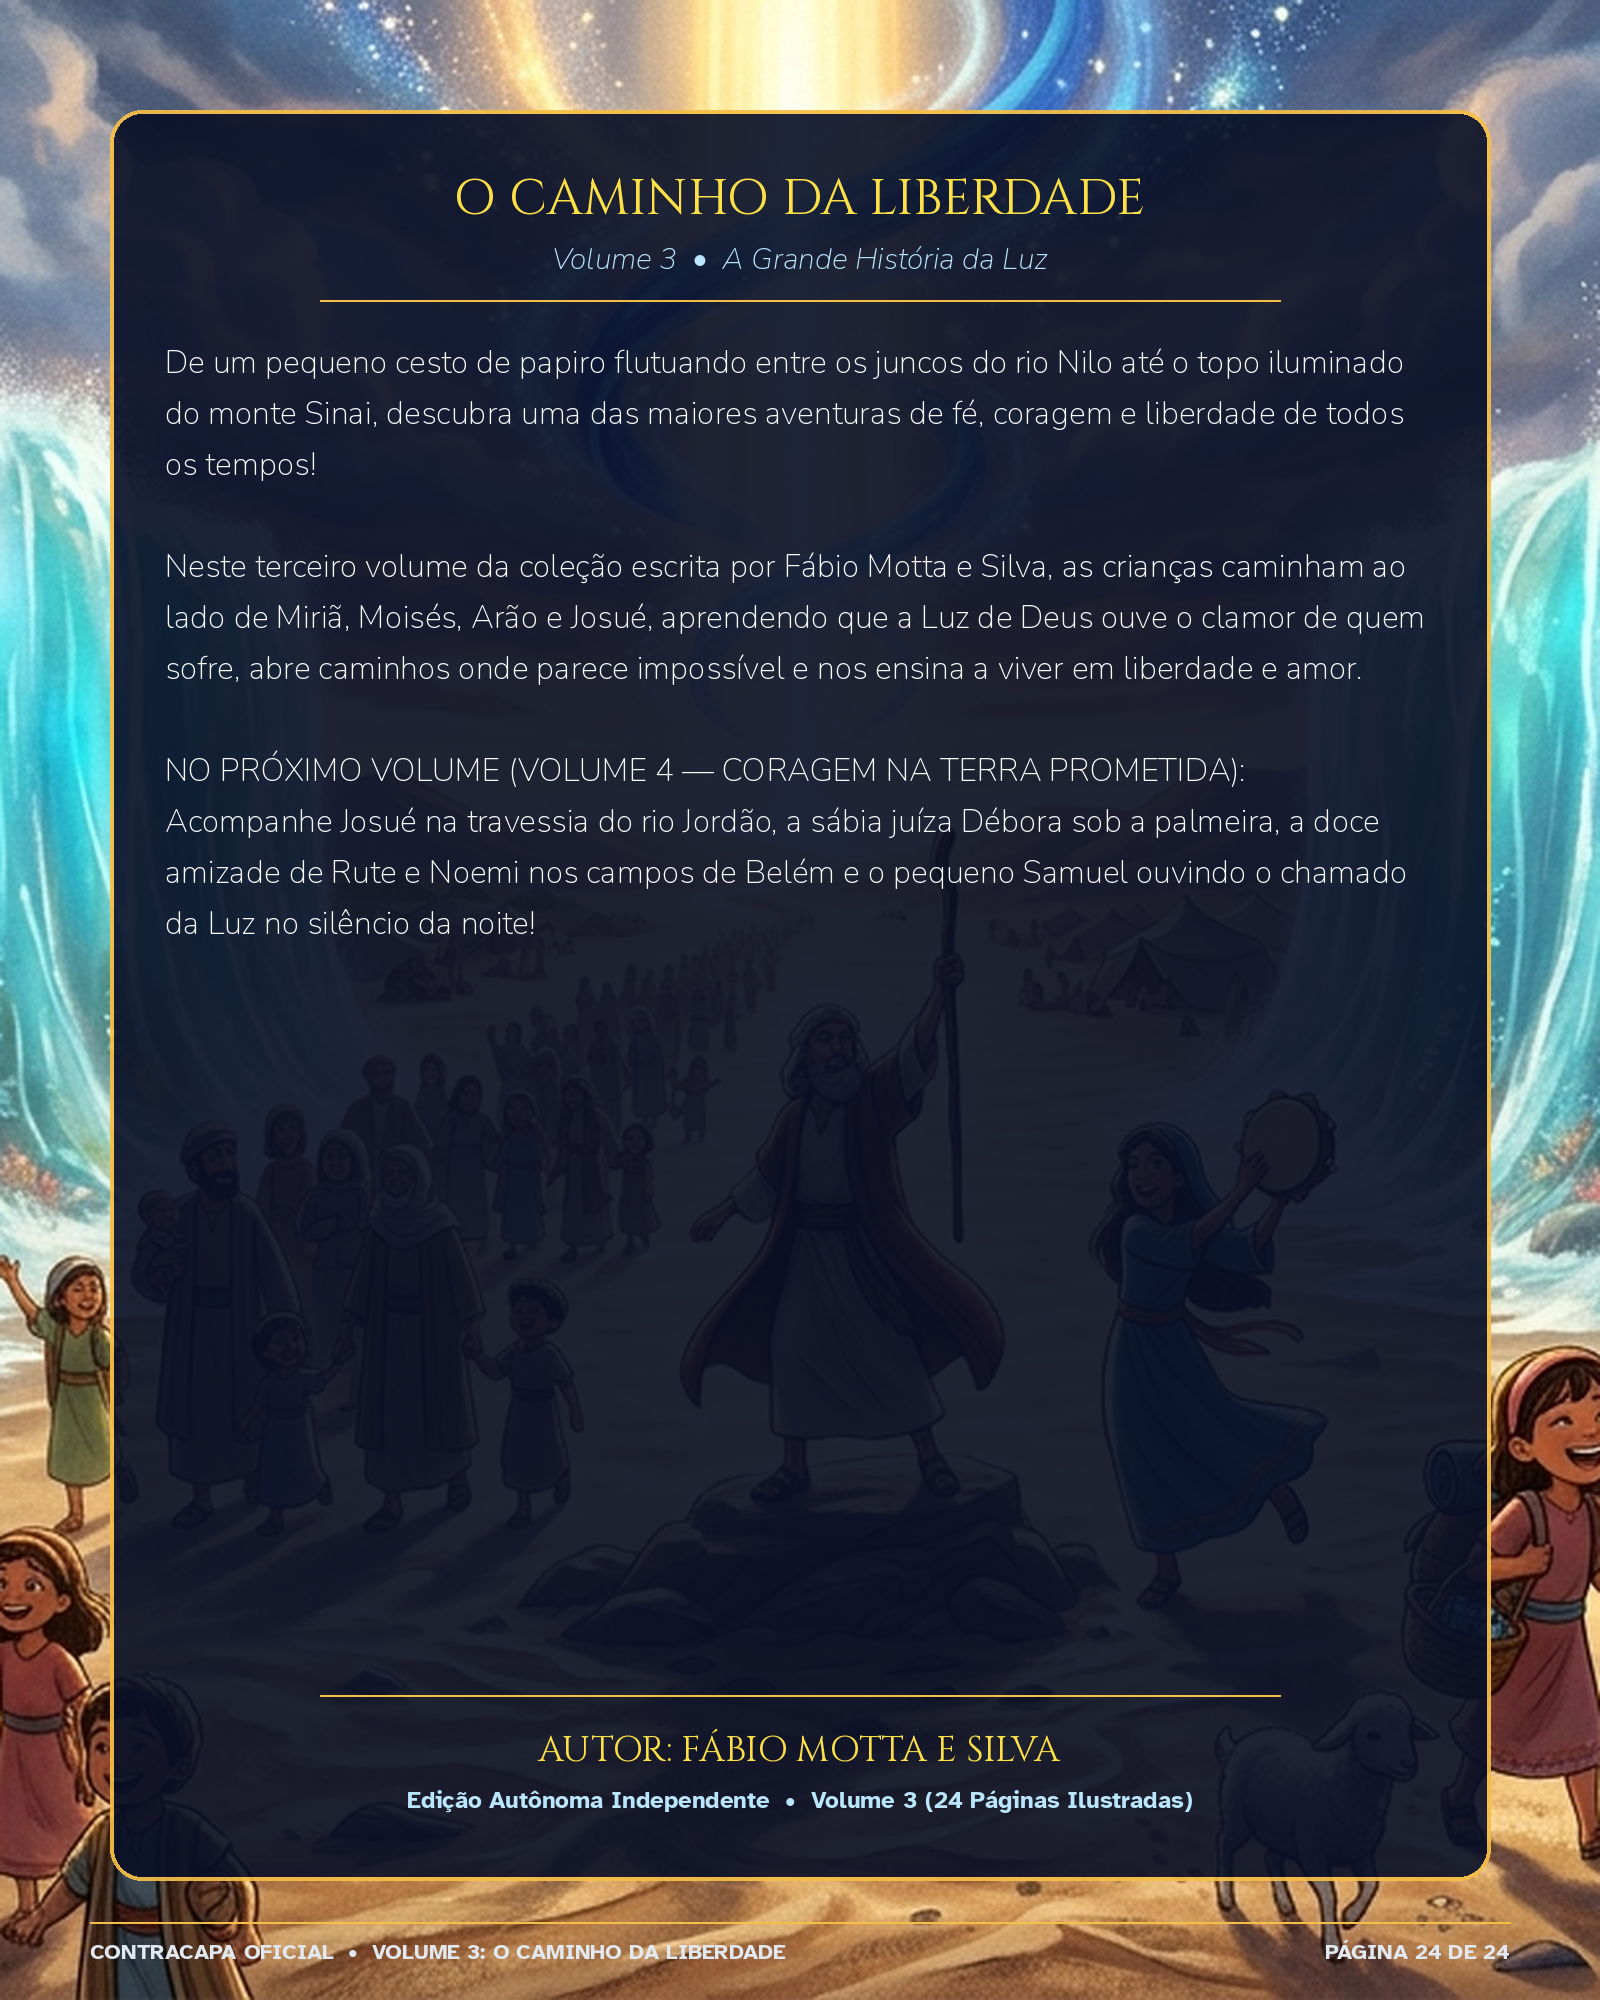 O CAMINHO DA LIBERDADE
Volume 3 • A Grande História da Luz
De um pequeno cesto de papiro flutuando entre os juncos do rio Nilo até o topo iluminado
do monte Sinai, descubra uma das maiores aventuras de fé, coragem e liberdade de todos
os tempos!
Neste terceiro volume da coleção escrita por Fábio Motta e Silva, as crianças caminham ao
lado de Miriã, Moisés, Arão e Josué, aprendendo que a Luz de Deus ouve o clamor de quem
sofre, abre caminhos onde parece impossível e nos ensina a viver em liberdade e amor.
NO PRÓXIMO VOLUME (VOLUME 4 — CORAGEM NA TERRA PROMETIDA):
Acompanhe Josué na travessia do rio Jordão, a sábia juíza Débora sob a palmeira, a doce
amizade de Rute e Noemi nos campos de Belém e o pequeno Samuel ouvindo o chamado
da Luz no silêncio da noite!
AUTOR: FÁBIO MOTTA E SILVA
Edição Autônoma Independente • Volume 3 (24 Páginas Ilustradas)
CONTRACAPA OFICIAL • VOLUME 3: O CAMINHO DA LIBERDADE
PÁGINA 24 DE 24